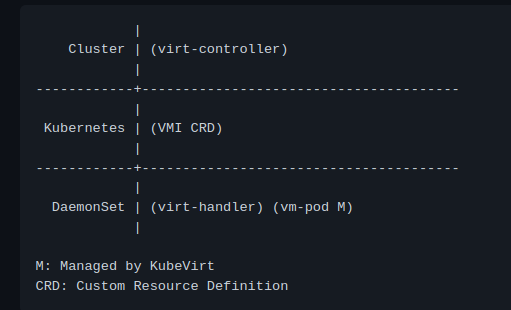 |
    Cluster | (virt-controller)
            |
------------+---------------------------------------
            |
 Kubernetes | (VMI CRD)
            |
------------+---------------------------------------
            |
  DaemonSet | (virt-handler) (vm-pod M)
            |

M: Managed by KubeVirt
CRD: Custom Resource Definition